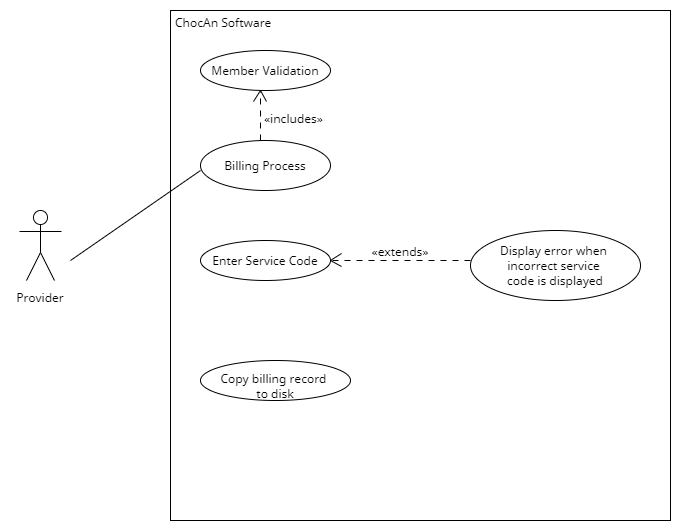 ChocAn Software
Member Validation
«includes»
Billing Process
Enter Service Code
«extends»
Display error when
incorrect service
code is displayed
Provider
Copy billing record
to disk